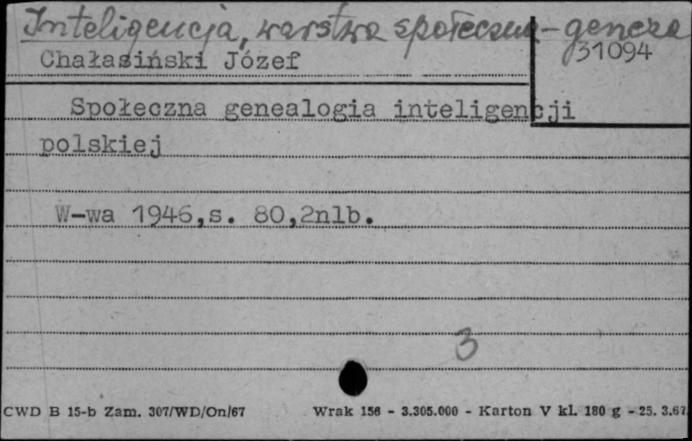 Inteligencja, warstwa społeczna - geneza
31094
Chałasiński Józef
Społeczna genealogia inteligencji
polskiej
W-wa 1946,s. 80,2nlb.
3
CWD B 15-b Zam. 307/WD/On/67 Wrak 156 - 3.305.000 - Karton V kl. 180 g - 25. 3.67